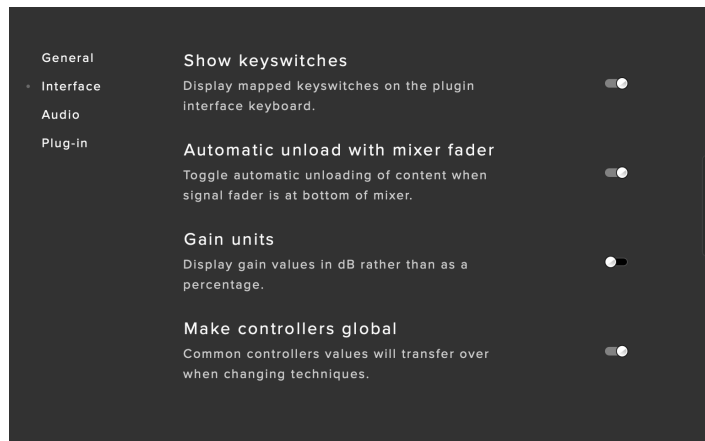 General
Interface
Audio
Plug-in
Show keyswitches
Display mapped keyswitches on the plugin
interface keyboard.
Automatic unload with mixer fader
Toggle automatic unloading of content when
signal fader is at bottom of mixer.
Gain units
Display gain values in dB rather than as a
percentage.
Make controllers global
Common controllers values will transfer over
when changing techniques.